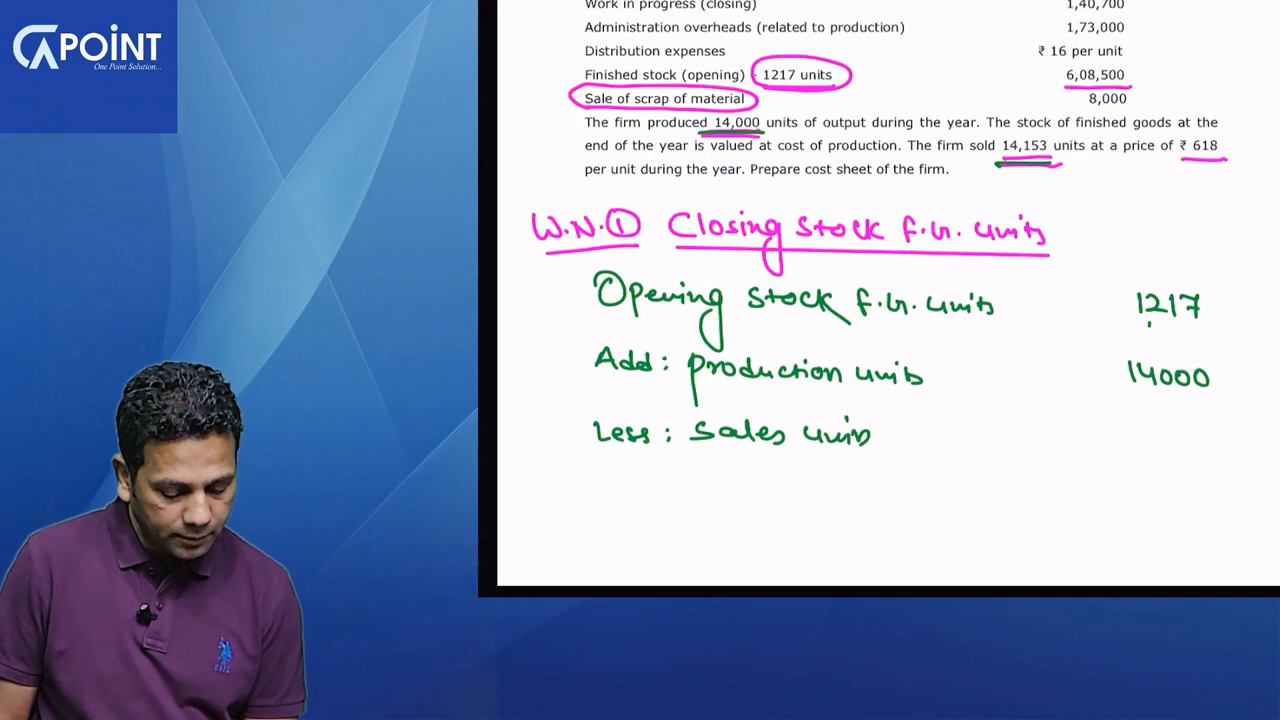 CAPOINT
One Point Solution...
Work in progress (closing) 1,40,700
Administration overheads (related to production) 1,73,000
Distribution expenses ₹ 16 per unit
Finished stock (opening) - 1217 units 6,08,500
Sale of scrap of material 8,000
The firm produced 14,000 units of output during the year. The stock of finished goods at the
end of the year is valued at cost of production. The firm sold 14,153 units at a price of ₹ 618
per unit during the year. Prepare cost sheet of the firm.
W.N.① Closing Stock F.G. units
Opening Stock F.G. units 1217
Add: production units 14000
Less: Sales units